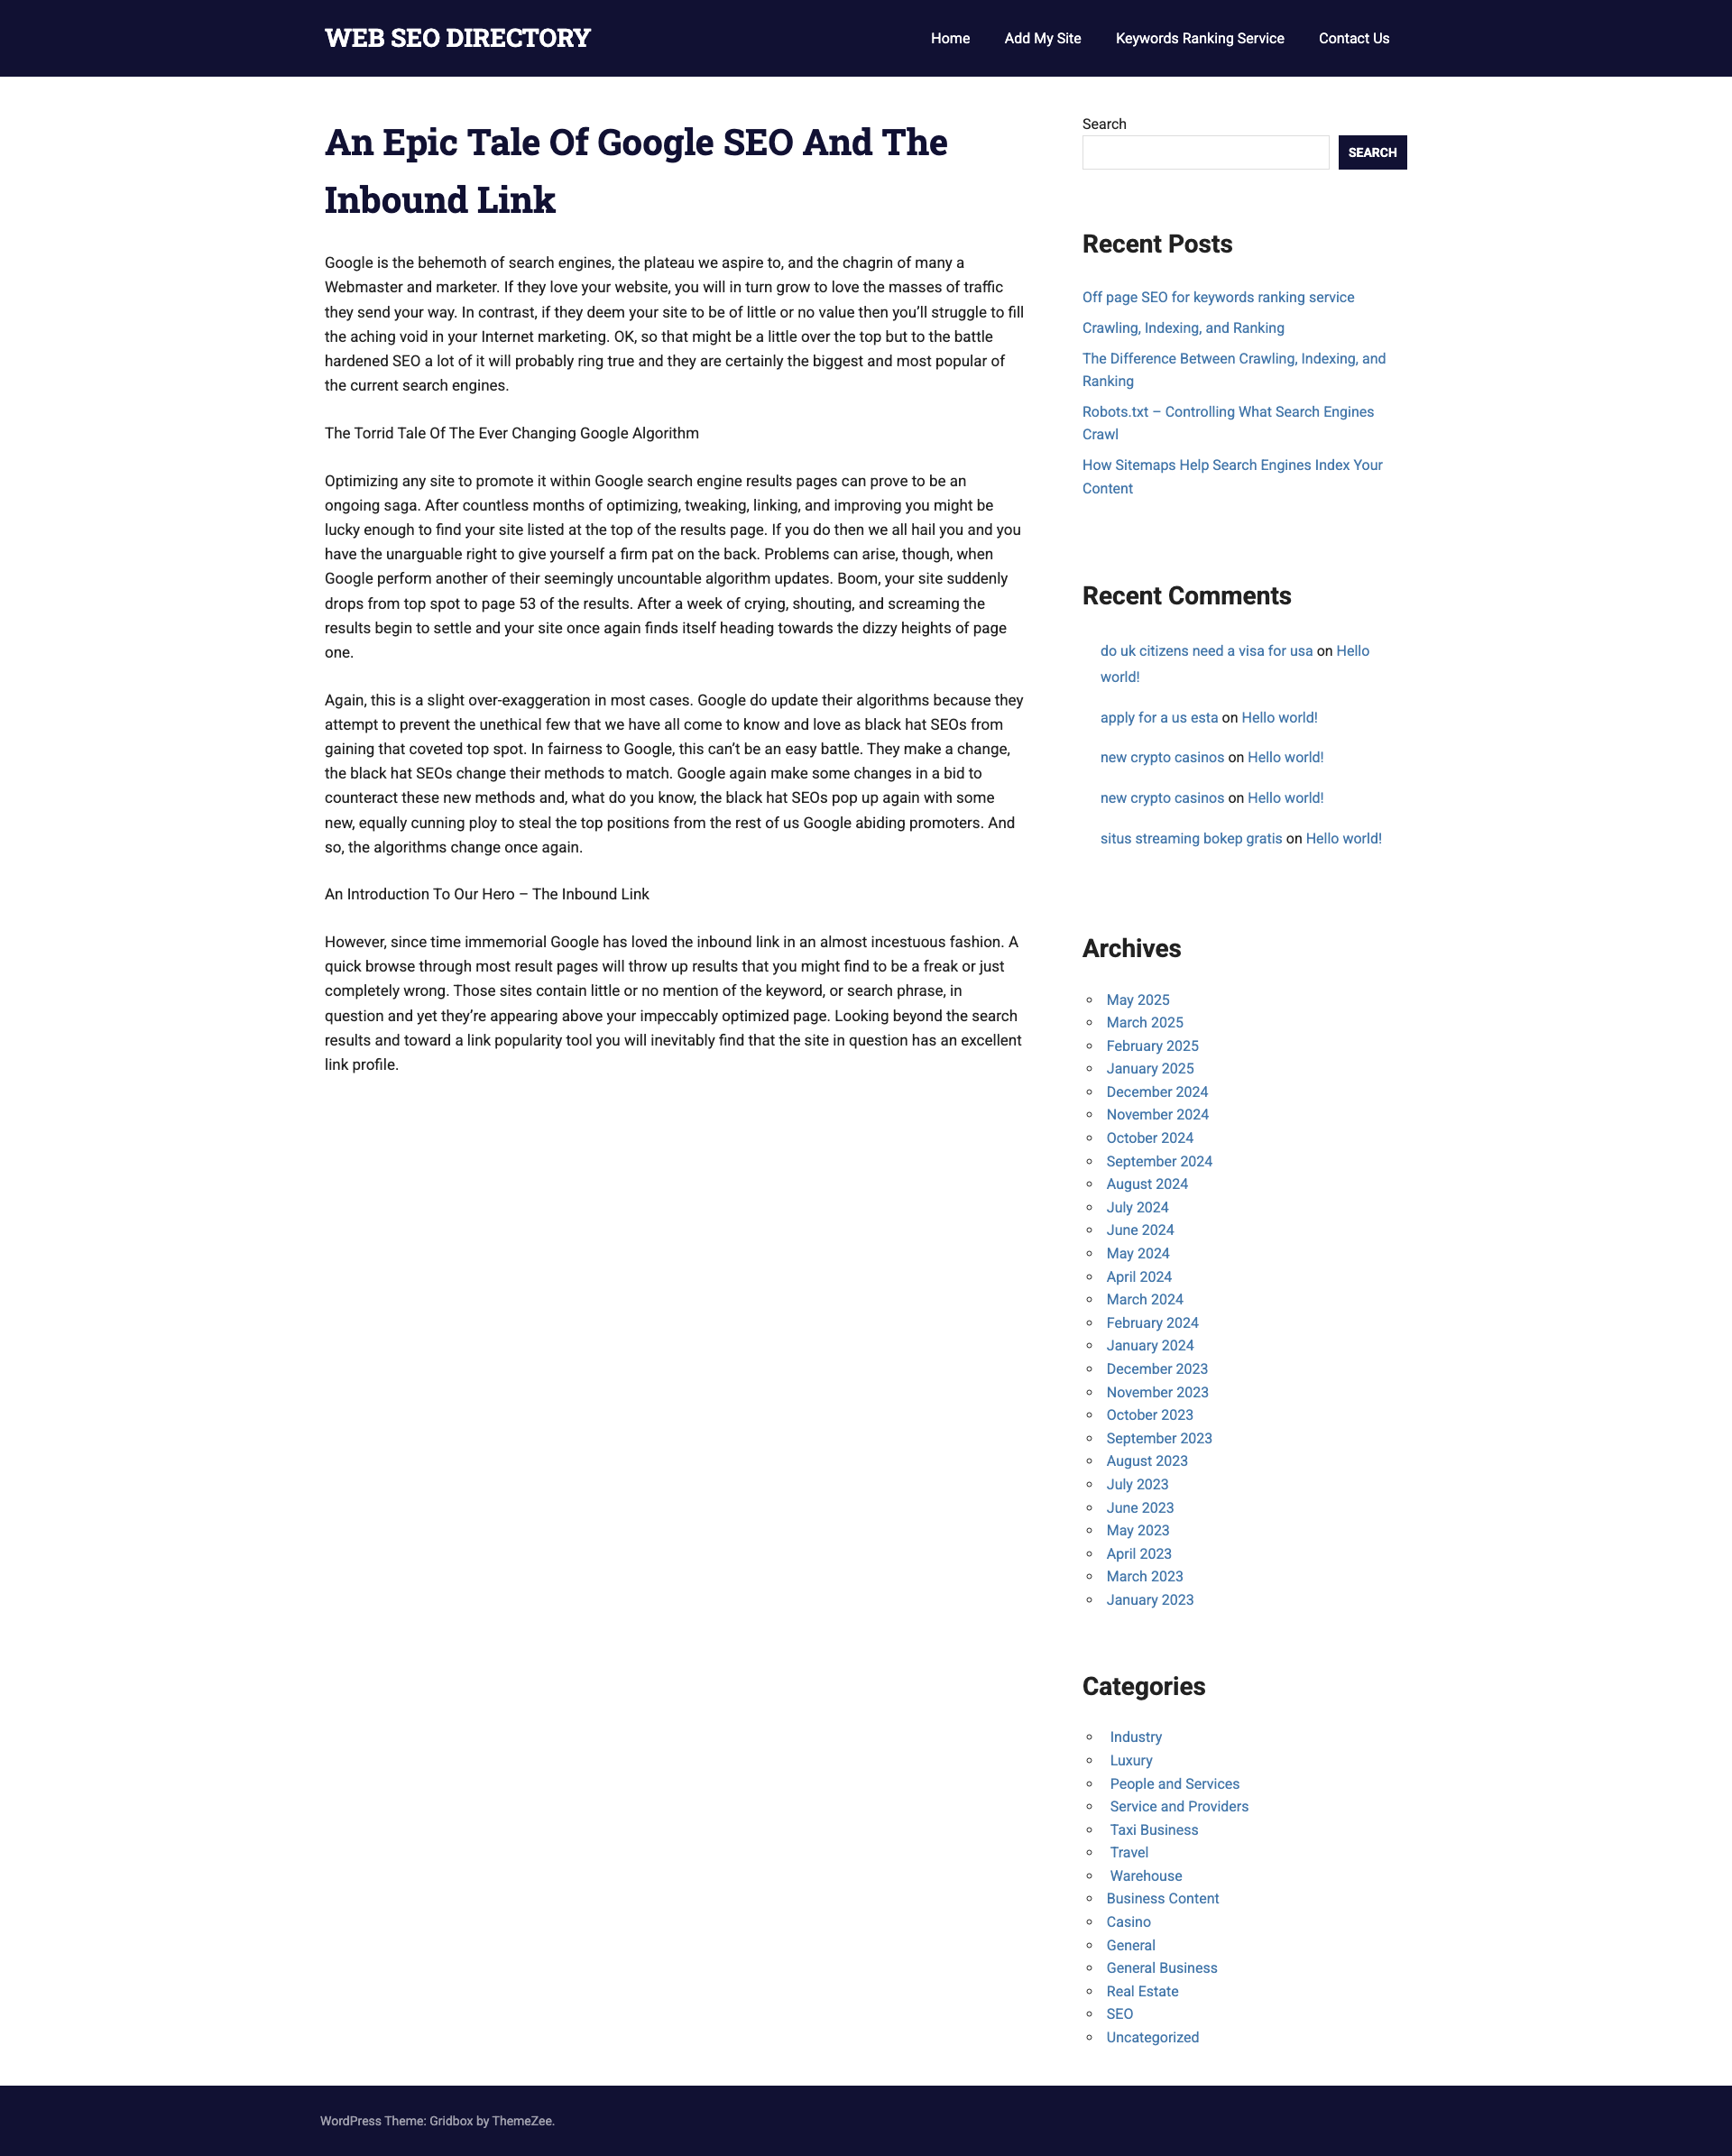 WEB SEO DIRECTORY
Home
Add My Site
Keywords Ranking Service
Contact Us
An Epic Tale Of Google SEO And The
Inbound Link
Google is the behemoth of search engines, the plateau we aspire to, and the chagrin of many a
Webmaster and marketer. If they love your website, you will in turn grow to love the masses of traffic
they send your way. In contrast, if they deem your site to be of little or no value then you’ll struggle to fill
the aching void in your Internet marketing. OK, so that might be a little over the top but to the battle
hardened SEO a lot of it will probably ring true and they are certainly the biggest and most popular of
the current search engines.
The Torrid Tale Of The Ever Changing Google Algorithm
Optimizing any site to promote it within Google search engine results pages can prove to be an
ongoing saga. After countless months of optimizing, tweaking, linking, and improving you might be
lucky enough to find your site listed at the top of the results page. If you do then we all hail you and you
have the unarguable right to give yourself a firm pat on the back. Problems can arise, though, when
Google perform another of their seemingly uncountable algorithm updates. Boom, your site suddenly
drops from top spot to page 53 of the results. After a week of crying, shouting, and screaming the
results begin to settle and your site once again finds itself heading towards the dizzy heights of page
one.
Again, this is a slight over-exaggeration in most cases. Google do update their algorithms because they
attempt to prevent the unethical few that we have all come to know and love as black hat SEOs from
gaining that coveted top spot. In fairness to Google, this can’t be an easy battle. They make a change,
the black hat SEOs change their methods to match. Google again make some changes in a bid to
counteract these new methods and, what do you know, the black hat SEOs pop up again with some
new, equally cunning ploy to steal the top positions from the rest of us Google abiding promoters. And
so, the algorithms change once again.
An Introduction To Our Hero – The Inbound Link
However, since time immemorial Google has loved the inbound link in an almost incestuous fashion. A
quick browse through most result pages will throw up results that you might find to be a freak or just
completely wrong. Those sites contain little or no mention of the keyword, or search phrase, in
question and yet they’re appearing above your impeccably optimized page. Looking beyond the search
results and toward a link popularity tool you will inevitably find that the site in question has an excellent
link profile.
Search
SEARCH
Recent Posts
Off page SEO for keywords ranking service
Crawling, Indexing, and Ranking
The Difference Between Crawling, Indexing, and
Ranking
Robots.txt – Controlling What Search Engines
Crawl
How Sitemaps Help Search Engines Index Your
Content
Recent Comments
do uk citizens need a visa for usa on Hello
world!
apply for a us esta on Hello world!
new crypto casinos on Hello world!
new crypto casinos on Hello world!
situs streaming bokep gratis on Hello world!
Archives
May 2025
March 2025
February 2025
January 2025
December 2024
November 2024
October 2024
September 2024
August 2024
July 2024
June 2024
May 2024
April 2024
March 2024
February 2024
January 2024
December 2023
November 2023
October 2023
September 2023
August 2023
July 2023
June 2023
May 2023
April 2023
March 2023
January 2023
Categories
Industry
Luxury
People and Services
Service and Providers
Taxi Business
Travel
Warehouse
Business Content
Casino
General
General Business
Real Estate
SEO
Uncategorized
WordPress Theme: Gridbox by ThemeZee.